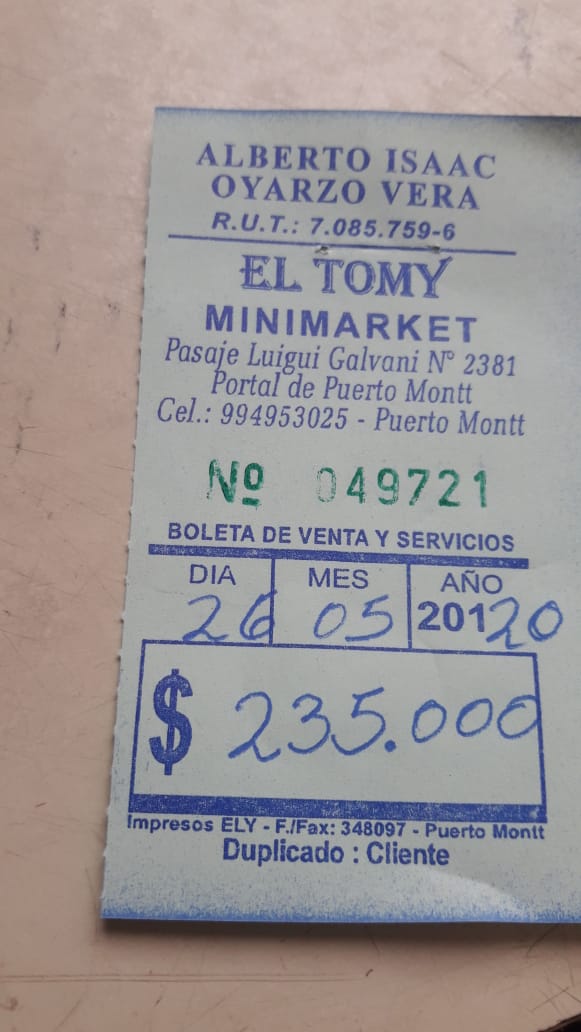 ALBERTO ISAAC
OYARZO VERA
R.U.T.: 7.085.759-6
EL TOMY
MINIMARKET
Pasaje Luigui Galvani N° 2381
Portal de Puerto Montt
Cel.: 994953025 - Puerto Montt
Nº 049721
BOLETA DE VENTA Y SERVICIOS
DIA MES AÑO
26 05 201 20
$ 235.000
Impresos ELY - F./Fax: 348097 - Puerto Montt
Duplicado : Cliente